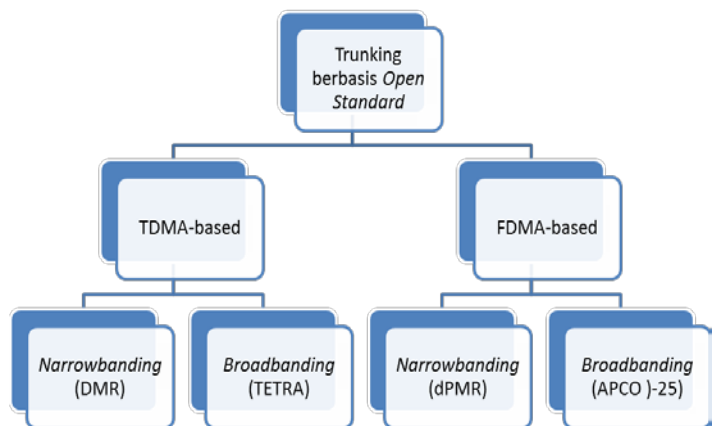 Trunking
berbasis Open
Standard
TDMA-based
FDMA-based
Narrowbanding
(DMR)
Broadbanding
(TETRA)
Narrowbanding
(dPMR)
Broadbanding
(APCO )-25)